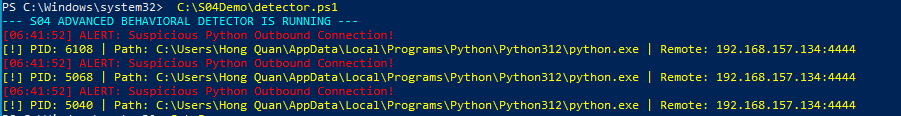 PS C:\Windows\system32>  C:\S04Demo\detector.ps1
--- S04 ADVANCED BEHAVIORAL DETECTOR IS RUNNING ---
[06:41:52] ALERT: Suspicious Python Outbound Connection!
[!] PID: 6108 | Path: C:\Users\Hong Quan\AppData\Local\Programs\Python\Python312\python.exe | Remote: 192.168.157.134:4444
[06:41:52] ALERT: Suspicious Python Outbound Connection!
[!] PID: 5068 | Path: C:\Users\Hong Quan\AppData\Local\Programs\Python\Python312\python.exe | Remote: 192.168.157.134:4444
[06:41:52] ALERT: Suspicious Python Outbound Connection!
[!] PID: 5040 | Path: C:\Users\Hong Quan\AppData\Local\Programs\Python\Python312\python.exe | Remote: 192.168.157.134:4444